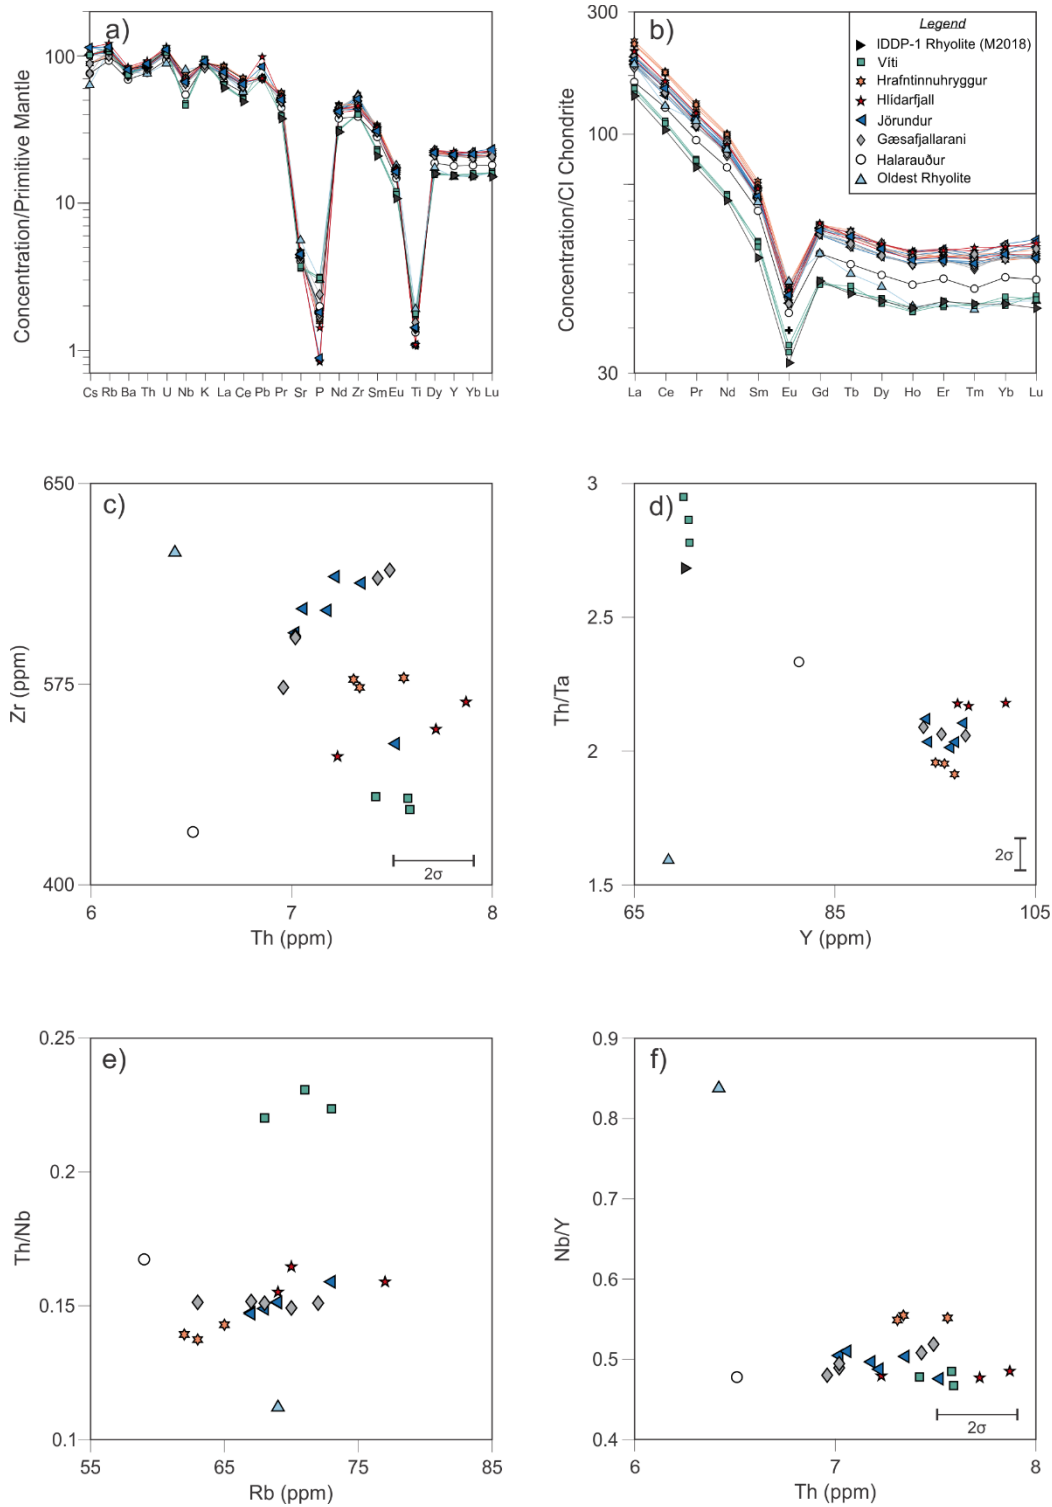 a)
Concentration/Primitive Mantle
100
10
1
Cs Rb Ba Th U Nb K La Ce Pb Pr Sr P Nd Zr Sm Eu Ti Dy Y Yb Lu
b)
Concentration/CI Chondrite
300
100
30
La Ce Pr Nd Sm Eu Gd Tb Dy Ho Er Tm Yb Lu
Legend
IDDP-1 Rhyolite (M2018)
Víti
Hrafntinnuhryggur
Hlídarfjall
Jörundur
Gæsafjallarani
Halarauður
Oldest Rhyolite
c)
Zr (ppm)
650
575
400
6 7 8
Th (ppm)
2σ
d)
Th/Ta
3
2.5
2
1.5
65 85 105
Y (ppm)
2σ
e)
Th/Nb
0.25
0.2
0.15
0.1
55 65 75 85
Rb (ppm)
f)
Nb/Y
0.9
0.8
0.7
0.6
0.5
0.4
6 7 8
Th (ppm)
2σ